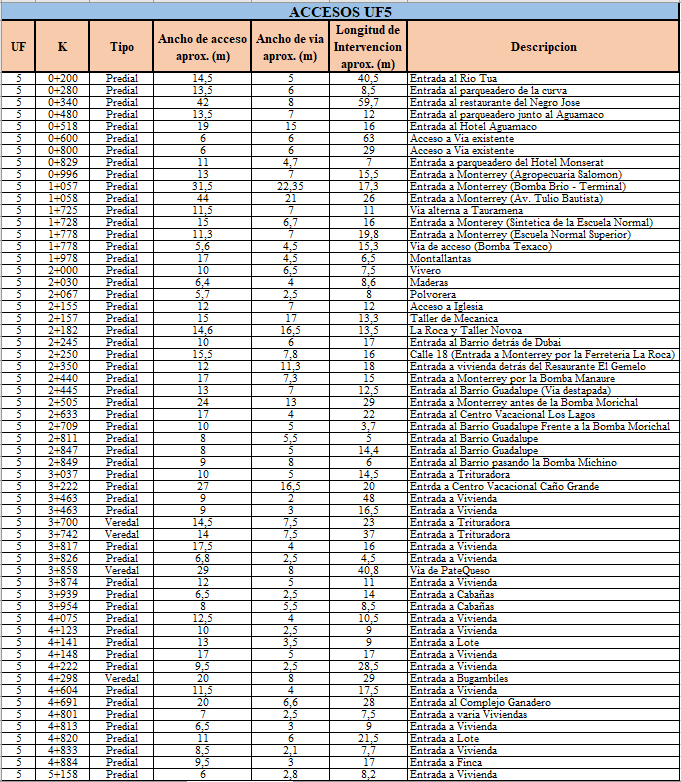 ACCESOS UF5
UF K Tipo Ancho de acceso aprox. (m) Ancho de via aprox. (m) Longitud de Intervencion aprox. (m) Descripcion
5 0+200 Predial 14,5 5 40,5 Entrada al Rio Tua
5 0+280 Predial 13,5 6 8,5 Entrada al parqueadero de la curva
5 0+340 Predial 42 8 59,7 Entrada al restaurante del Negro Jose
5 0+480 Predial 13,5 7 12 Entrada al parqueadero junto al Aguamaco
5 0+518 Predial 19 15 16 Entrada al Hotel Aguamaco
5 0+600 Predial 6 6 63 Acceso a Via existente
5 0+800 Predial 6 6 29 Acceso a Via existente
5 0+829 Predial 11 4,7 7 Entrada a parqueadero del Hotel Monserat
5 0+996 Predial 13 7 15,5 Entrada a Monterrey (Agropecuaria Salomon)
5 1+057 Predial 31,5 22,35 17,3 Entrada a Monterrey (Bomba Brio - Terminal)
5 1+058 Predial 44 21 26 Entrada a Monterrey (Av. Tulio Bautista)
5 1+725 Predial 11,5 7 11 Via alterna a Tauramena
5 1+728 Predial 15 6,7 16 Entrada a Monterey (Sintetica de la Escuela Normal)
5 1+778 Predial 11,3 7 19,8 Entrada a Monterrey (Escuela Normal Superior)
5 1+778 Predial 5,6 4,5 15,3 Via de acceso (Bomba Texaco)
5 1+978 Predial 17 4,5 6,5 Montallantas
5 2+000 Predial 10 6,5 7,5 Vivero
5 2+030 Predial 6,4 4 8,6 Maderas
5 2+067 Predial 5,7 2,5 8 Polvorera
5 2+155 Predial 12 7 12 Acceso a Iglesia
5 2+157 Predial 15 17 13,3 Taller de Mecanica
5 2+182 Predial 14,6 16,5 13,5 La Roca y Taller Novoa
5 2+245 Predial 10 6 17 Entrada al Barrio detrás de Dubai
5 2+250 Predial 15,5 7,8 16 Calle 18 (Entrada a Monterrey por la Ferreteria La Roca)
5 2+350 Predial 12 11,3 18 Entrada a vivienda detrás del Resaurante El Gemelo
5 2+440 Predial 17 7,3 15 Entrada a Monterrey por la Bomba Manaure
5 2+445 Predial 13 7 12,5 Entrada al Barrio Guadalupe (Via destapada)
5 2+505 Predial 24 13 29 Entrada a Monterrey antes de la Bomba Morichal
5 2+633 Predial 17 4 22 Entrada al Centro Vacacional Los Lagos
5 2+709 Predial 10 5 3,7 Entrada al Barrio Guadalupe Frente a la Bomba Morichal
5 2+811 Predial 8 5,5 5 Entrada al Barrio Guadalupe
5 2+847 Predial 8 5 14,4 Entrada al Barrio Guadalupe
5 2+849 Predial 9 8 6 Entrada al Barrio pasando la Bomba Michino
5 3+037 Predial 10 5 14,5 Entrada a Trituradora
5 3+222 Predial 27 16,5 20 Entrda a Centro Vacacional Caño Grande
5 3+463 Predial 9 2 48 Entrada a Vivienda
5 3+463 Predial 9 3 16,5 Entrada a Vivienda
5 3+700 Veredal 14,5 7,5 23 Entrada a Trituradora
5 3+742 Veredal 14 7,5 37 Entrada a Trituradora
5 3+817 Predial 17,5 4 16 Entrada a Vivienda
5 3+826 Predial 6,8 2,5 4,5 Entrada a Vivienda
5 3+858 Veredal 29 8 40,8 Via de PateQueso
5 3+874 Predial 12 5 11 Entrada a Vivienda
5 3+939 Predial 6,5 2,5 14 Entrada a Cabañas
5 3+954 Predial 8 5,5 8,5 Entrada a Cabañas
5 4+075 Predial 12,5 4 10,5 Entrada a Vivienda
5 4+123 Predial 10 2,5 9 Entrada a Vivienda
5 4+141 Predial 13 3,5 9 Entrada a Lote
5 4+148 Predial 17 5 17 Entrada a Vivienda
5 4+222 Predial 9,5 2,5 28,5 Entrada a Vivienda
5 4+298 Veredal 20 8 29 Entrada a Bugambiles
5 4+604 Predial 11,5 4 17,5 Entrada a Vivienda
5 4+691 Predial 20 6,6 28 Entrada al Complejo Ganadero
5 4+801 Predial 7 2,5 7,5 Entrada a varia Viviendas
5 4+813 Predial 6,5 3 9 Entrada a Vivienda
5 4+820 Predial 11 6 21,5 Entrada a Lote
5 4+833 Predial 8,5 2,1 7,7 Entrada a Vivienda
5 4+884 Predial 9,5 3 17 Entrada a Finca
5 5+158 Predial 6 2,8 8,2 Entrada a Vivienda